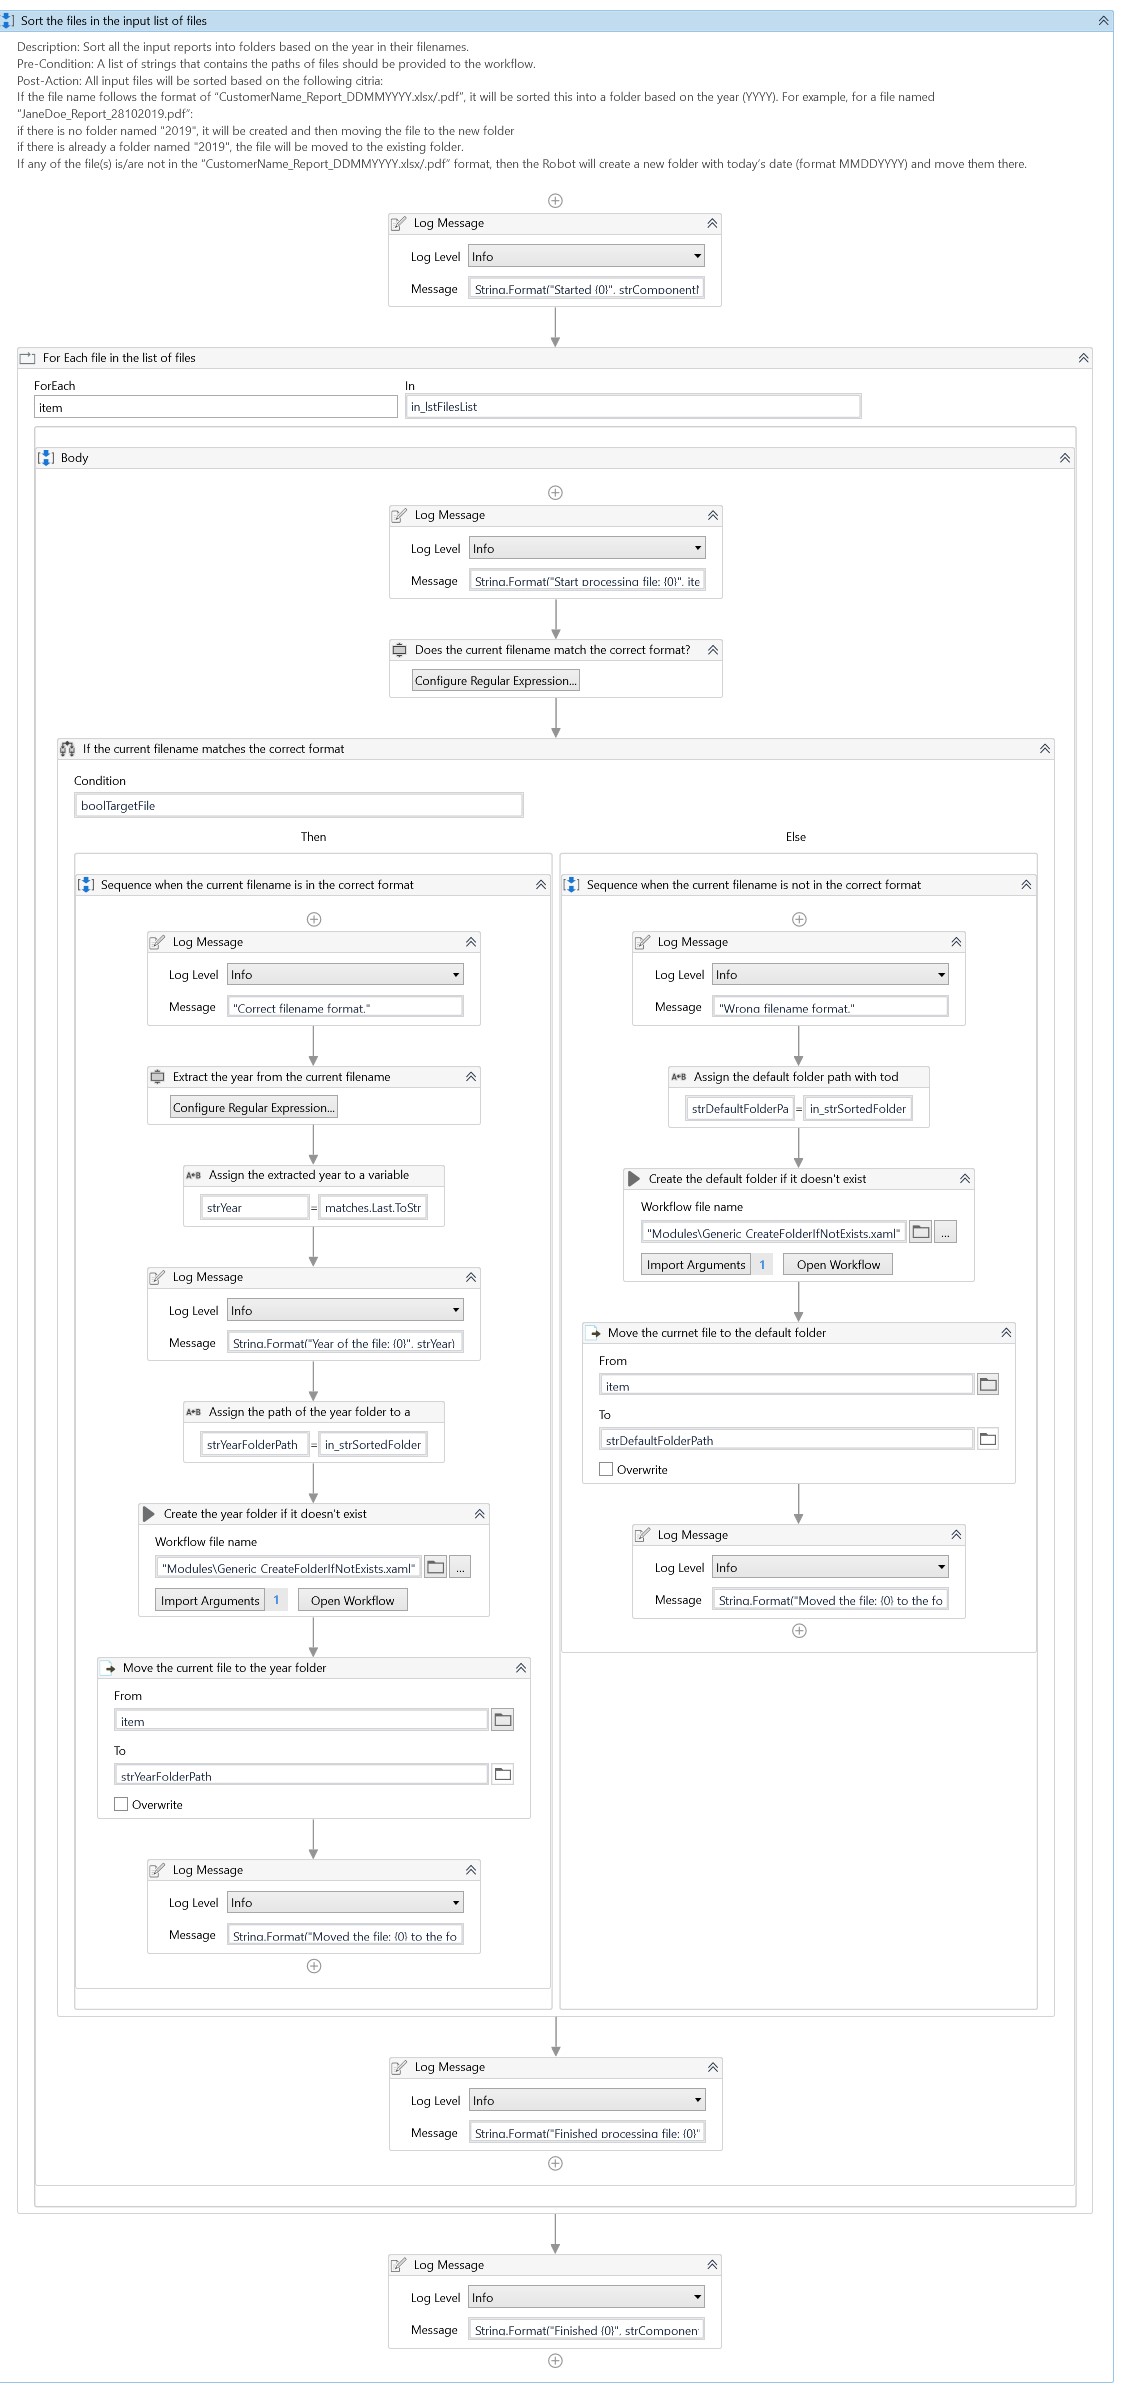 Sort the files in the input list of files
Description: Sort all the input reports into folders based on the year in their filenames.
Pre-Condition: A list of strings that contains the paths of files should be provided to the workflow.
Post-Action: All input files will be sorted based on the following citria:
If the file name follows the format of “CustomerName_Report_DDMMYYYY.xlsx/.pdf”, it will be sorted this into a folder based on the year (YYYY). For example, for a file named
“JaneDoe_Report_28102019.pdf”:
if there is no folder named "2019", it will be created and then moving the file to the new folder
if there is already a folder named "2019", the file will be moved to the existing folder.
If any of the file(s) is/are not in the “CustomerName_Report_DDMMYYYY.xlsx/.pdf” format, then the Robot will create a new folder with today's date (format MMDDYYYY) and move them there.
Log Message
Log Level Info
Message String.Format("Started {0}", strComponentN
For Each file in the list of files
ForEach In
item in_lstFilesList
Body
Log Message
Log Level Info
Message String.Format("Start processing file: {0}", ite
Does the current filename match the correct format?
Configure Regular Expression...
If the current filename matches the correct format
Condition
boolTargetFile
Then Else
Sequence when the current filename is in the correct format
Log Message
Log Level Info
Message "Correct filename format."
Extract the year from the current filename
Configure Regular Expression...
Assign the extracted year to a variable
strYear = matches.Last.ToStr
Log Message
Log Level Info
Message String.Format("Year of the file: {0}", strYear)
Assign the path of the year folder to a
strYearFolderPath = in_strSortedFolder
Create the year folder if it doesn't exist
Workflow file name
"Modules\Generic_CreateFolderIfNotExists.xaml" ...
Import Arguments 1 Open Workflow
Move the current file to the year folder
From
item
To
strYearFolderPath
Overwrite
Log Message
Log Level Info
Message String.Format("Moved the file: {0} to the fo
Sequence when the current filename is not in the correct format
Log Message
Log Level Info
Message "Wrong filename format."
Assign the default folder path with tod
strDefaultFolderPa = in_strSortedFolder
Create the default folder if it doesn't exist
Workflow file name
"Modules\Generic_CreateFolderIfNotExists.xaml" ...
Import Arguments 1 Open Workflow
Move the currnet file to the default folder
From
item
To
strDefaultFolderPath
Overwrite
Log Message
Log Level Info
Message String.Format("Moved the file: {0} to the fo
Log Message
Log Level Info
Message String.Format("Finished processing file: {0}"
Log Message
Log Level Info
Message String.Format("Finished {0}", strComponen